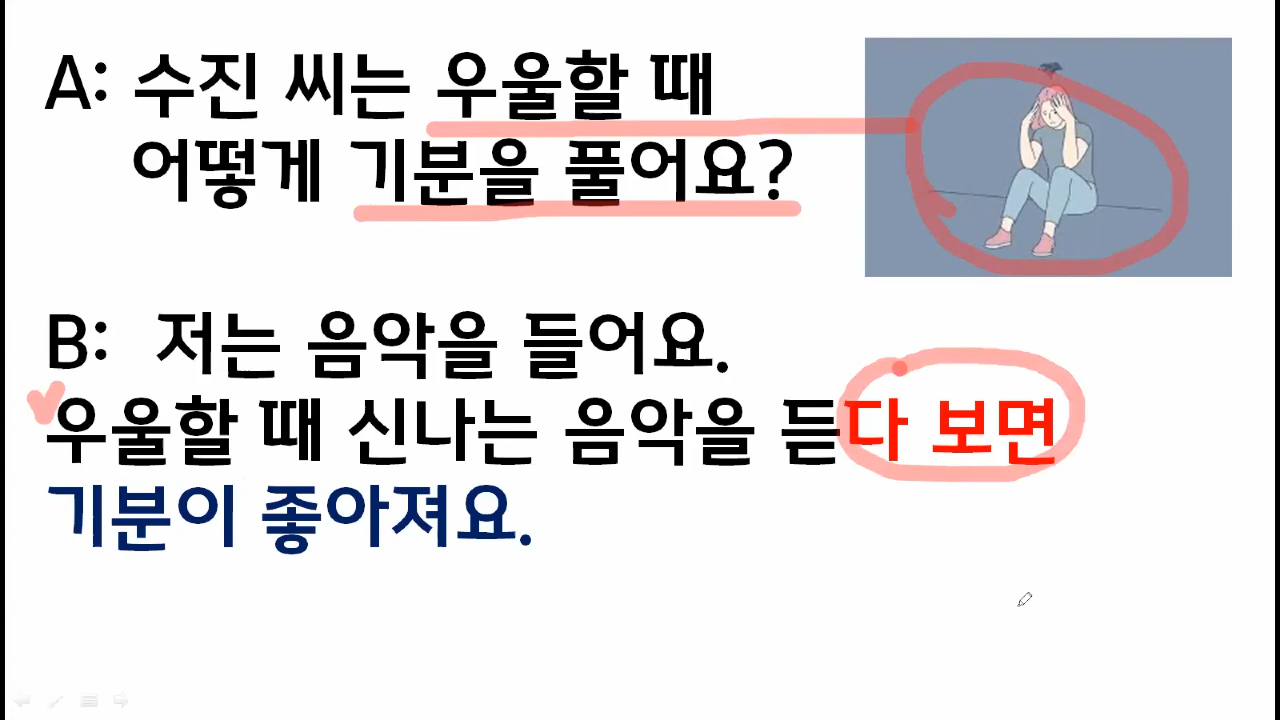 A: 수진 씨는 우울할 때
어떻게 기분을 풀어요?
B: 저는 음악을 들어요.
우울할 때 신나는 음악을 듣다 보면
기분이 좋아져요.